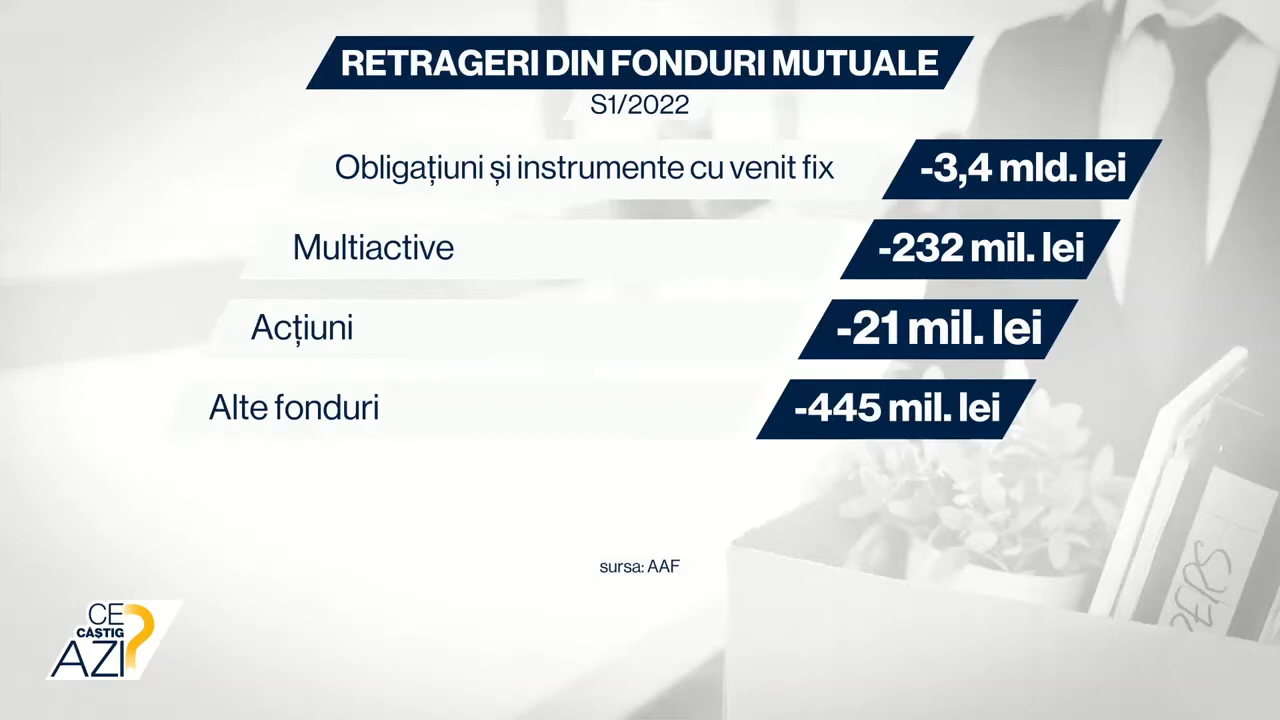 RETRAGERI DIN FONDURI MUTUALE
S1/2022
Obligațiuni și instrumente cu venit fix -3,4 mld. lei
Multiactive -232 mil. lei
Acțiuni -21 mil. lei
Alte fonduri -445 mil. lei
sursa: AAF
PERS
CE
CÂȘTIG
AZI?